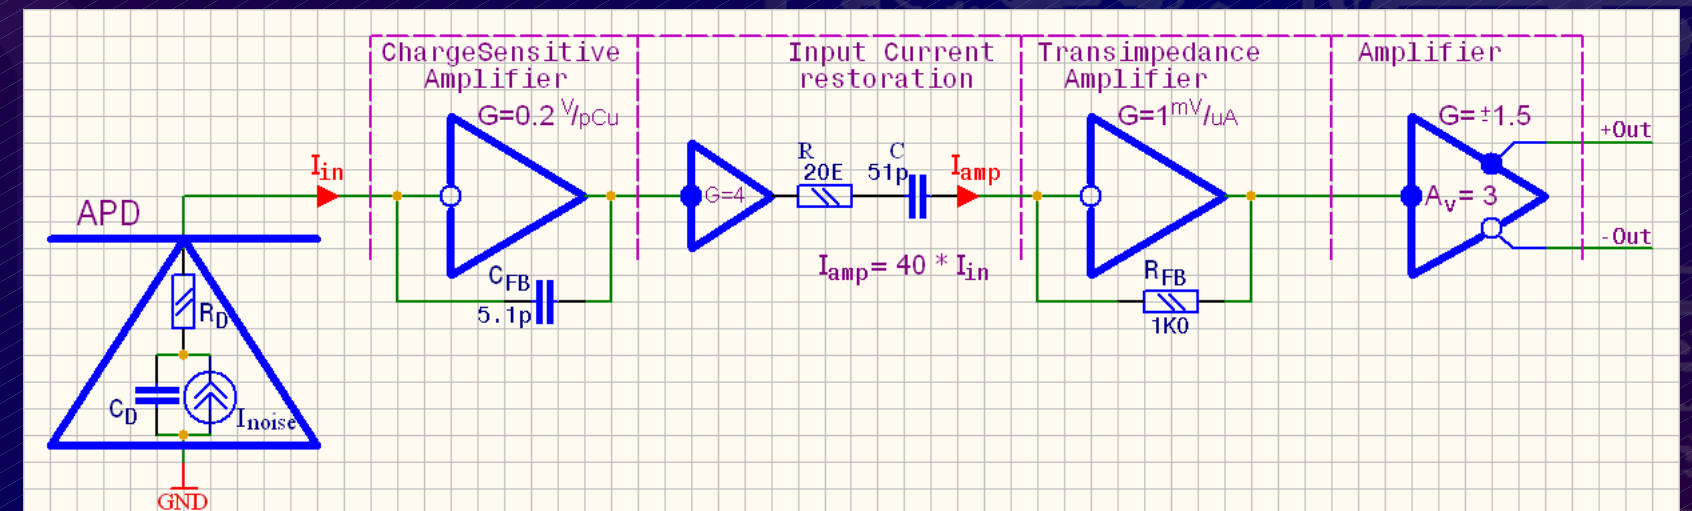 ChargeSensitive
Amplifier
G=0.2 V/pCu
Input Current
restoration
Transimpedance
Amplifier
G=1mV/uA
Amplifier
G=±1.5
+Out
Iin
R
20E
C
51p
Iamp
G=4
Av= 3
APD
-Out
Iamp= 40 * Iin
CFB
5.1p
RFB
1K0
RD
CD
Inoise
GND